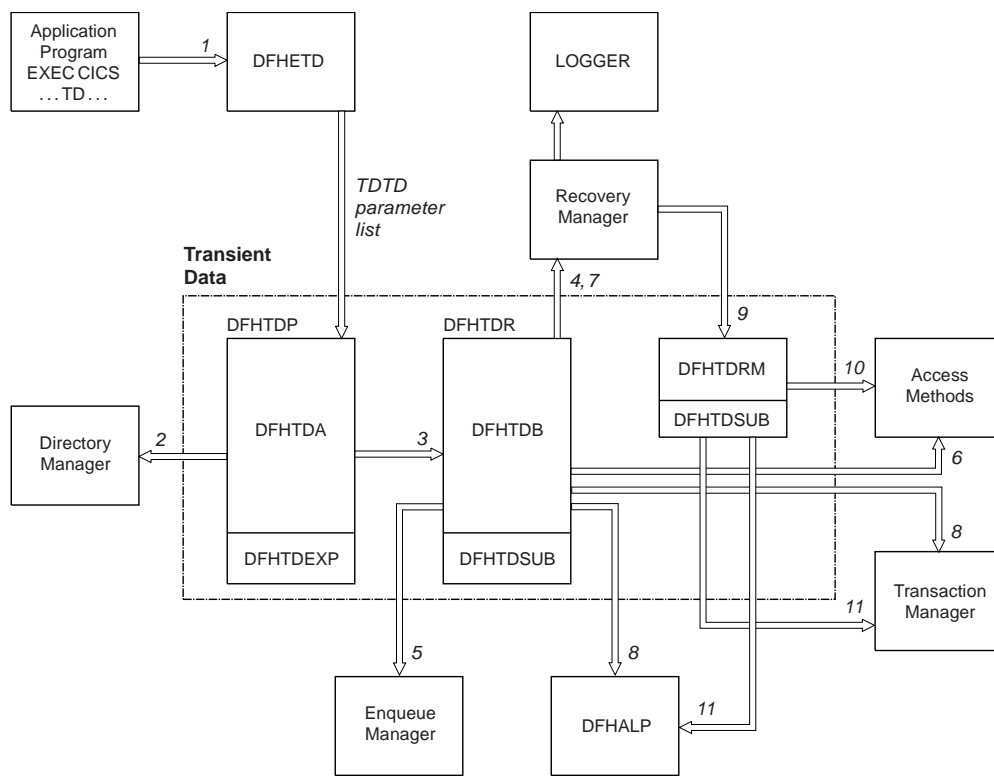 Application
Program
EXEC CICS
...TD...
1
DFHETD
LOGGER
TDTD
parameter
list
Recovery
Manager
Transient
Data
4, 7
9
DFHTDP
DFHTDR
DFHTDRM
DFHTDSUB
10
Access
Methods
Directory
Manager
2
DFHTDA
3
DFHTDB
6
8
DFHTDEXP
DFHTDSUB
Transaction
Manager
11
5
8
Enqueue
Manager
DFHALP
11